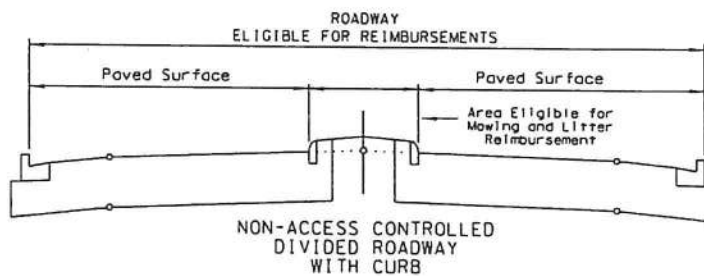 ROADWAY
ELIGIBLE FOR REIMBURSEMENTS
Paved Surface
Paved Surface
Area Eligible for
Mowing and Litter
Reimbursement
NON-ACCESS CONTROLLED
DIVIDED ROADWAY
WITH CURB